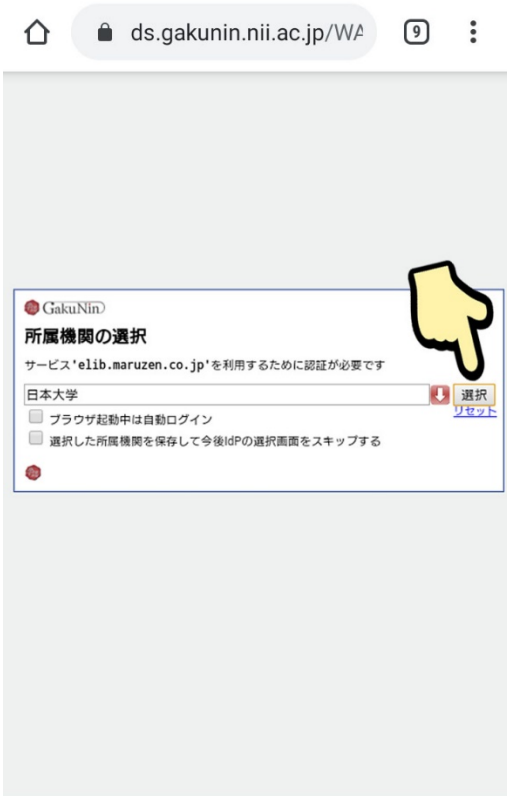 ds.gakunin.nii.ac.jp/WA
9
GakuNin
所属機関の選択
サービス'elib.maruzen.co.jp'を利用するために認証が必要です
日本大学
選択
リセット
ブラウザ起動中は自動ログイン
選択した所属機関を保存して今後IdPの選択画面をスキップする